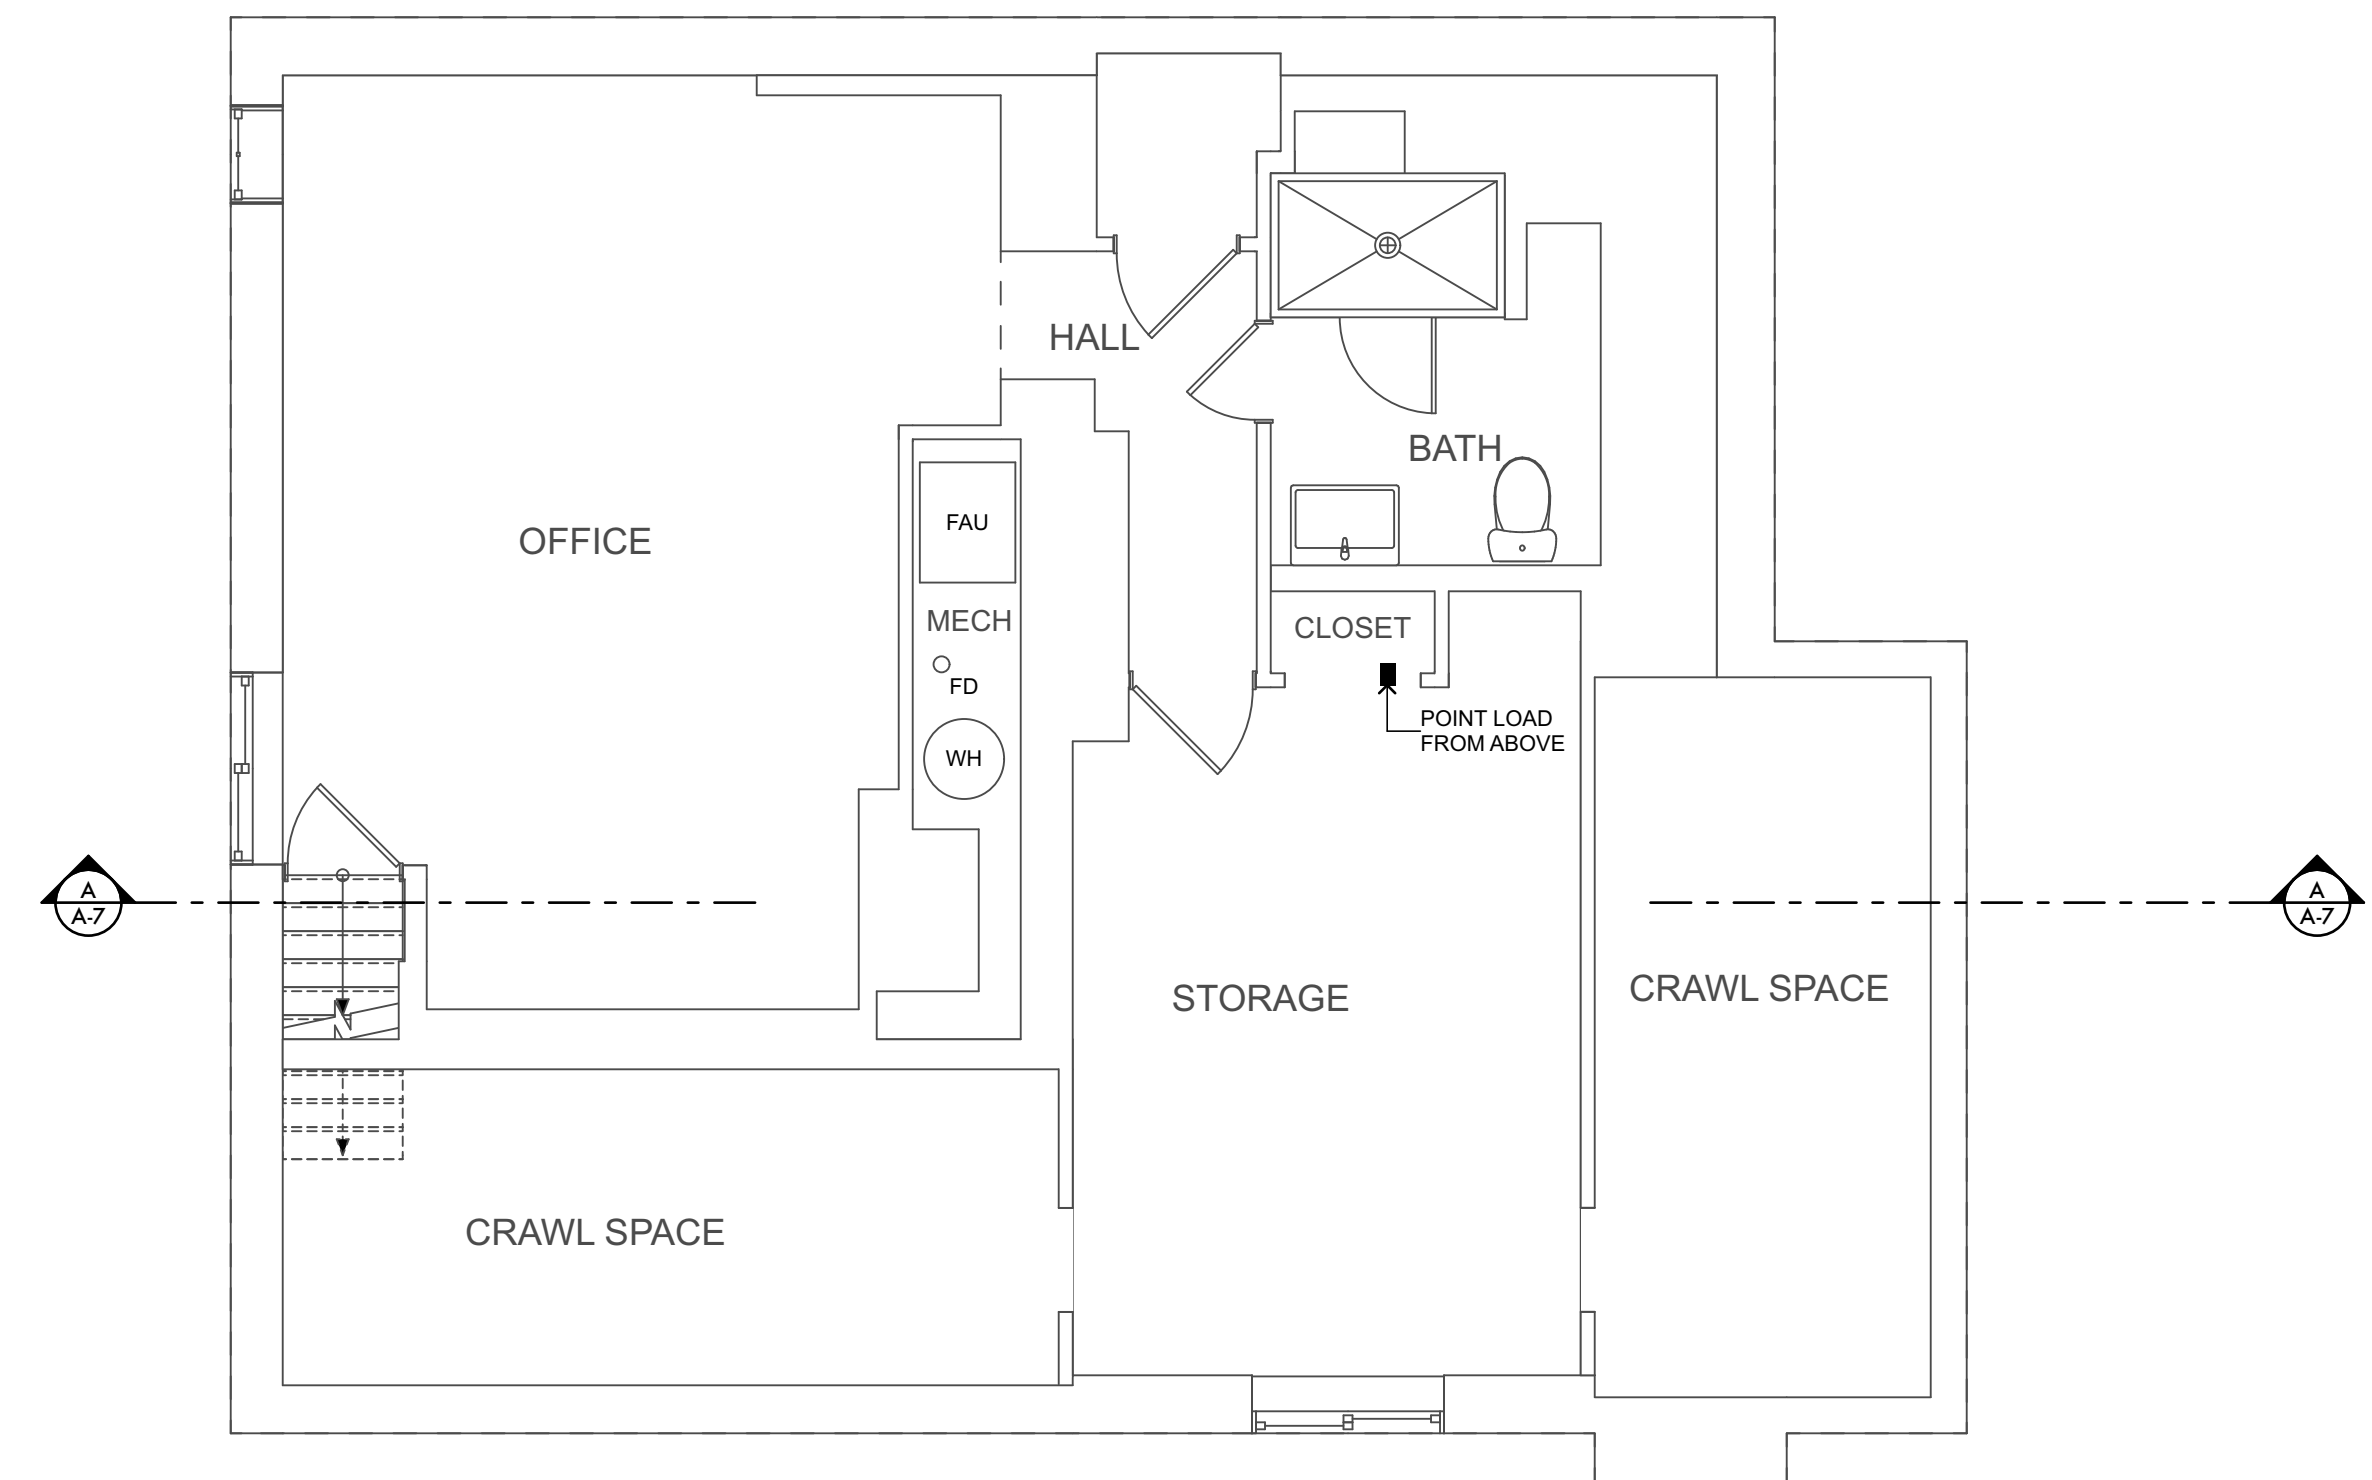 HALL
BATH
FAU
OFFICE
MECH
CLOSET
FD
POINT LOAD
FROM ABOVE
WH
A
A-7
A
A-7
STORAGE
CRAWL SPACE
CRAWL SPACE